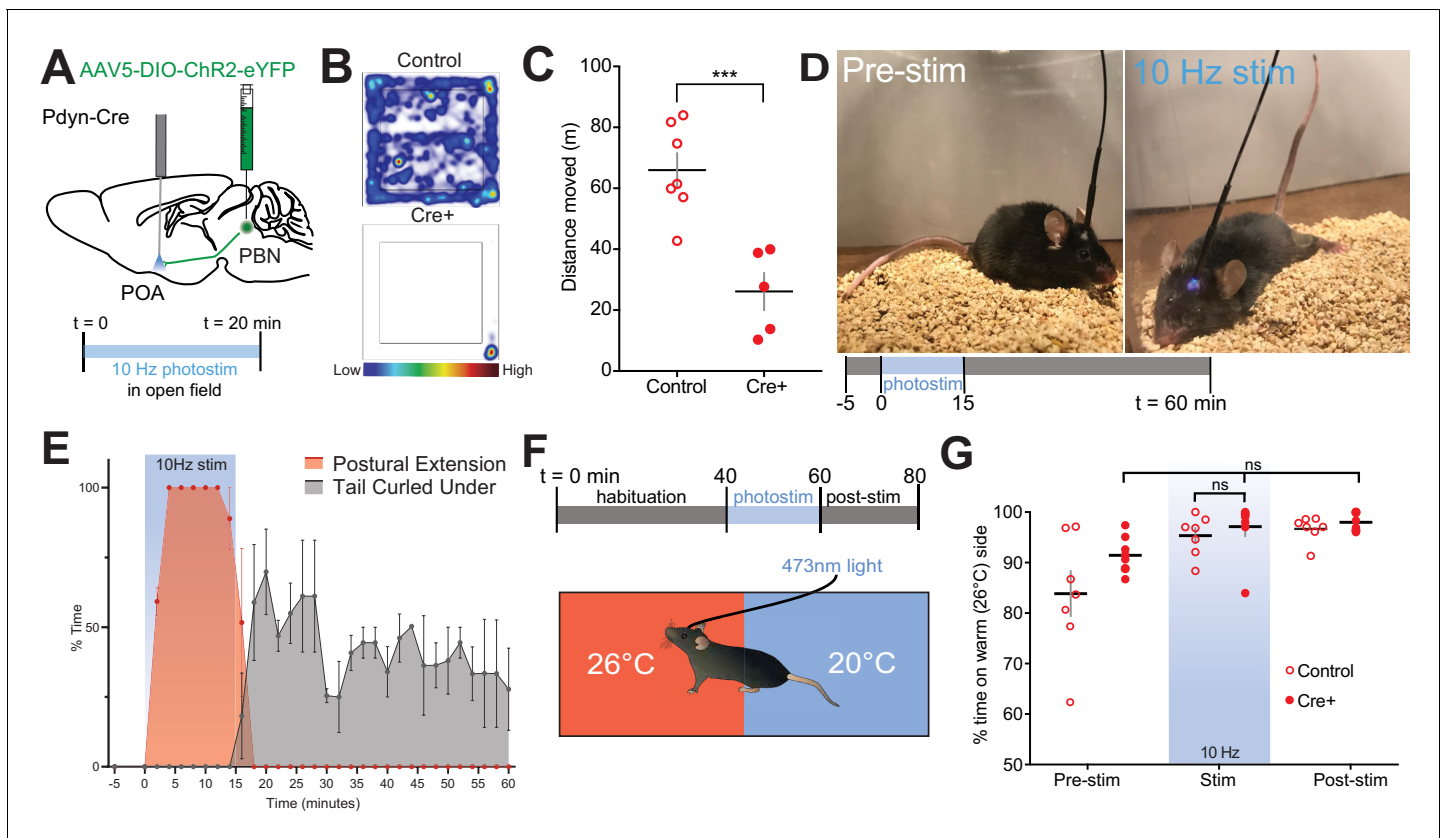 A
AAV5-DIO-ChR2-eYFP
Pdyn-Cre
PBN
POA
t = 0
t = 20 min
10 Hz photostim
in open field
B
Control
Cre+
Low
High
C
***
Distance moved (m)
100
80
60
40
20
0
Control
Cre+
D
Pre-stim
10 Hz stim
photostim
-5
0
15
t = 60 min
E
10Hz stim
Postural Extension
Tail Curled Under
% Time
100
50
0
-5 0 5 10 15 20 25 30 35 40 45 50 55 60
Time (minutes)
F
t = 0 min
40
60
80
habituation
photostim
post-stim
473nm light
26°C
20°C
G
ns
ns
% time on warm (26°C) side
100
90
80
70
60
50
Control
Cre+
10 Hz
Pre-stim
Stim
Post-stim